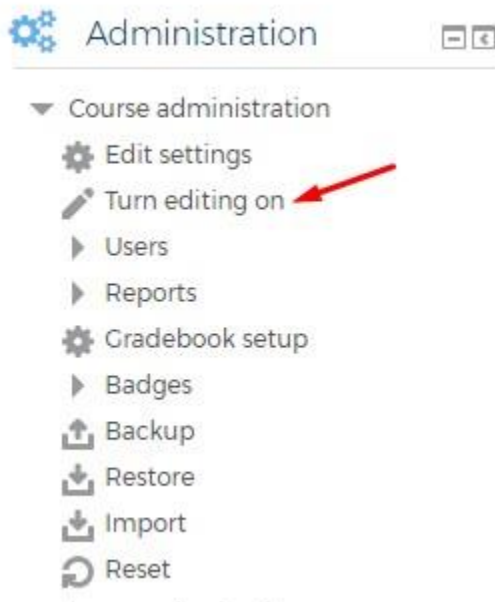 Administration
Course administration
Edit settings
Turn editing on
Users
Reports
Gradebook setup
Badges
Backup
Restore
Import
Reset